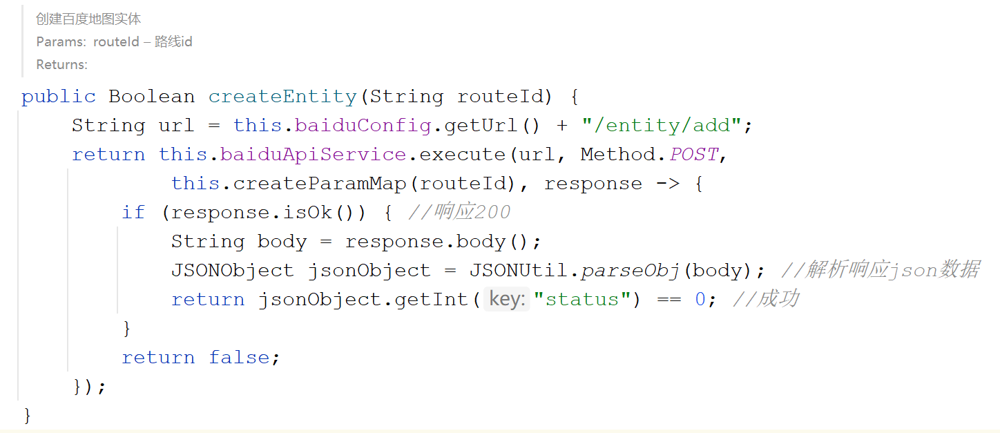 创建百度地图实体
Params: routeId – 路线id
Returns:
public Boolean createEntity(String routeId) {
String url = this.baiduConfig.getUrl() + "/entity/add";
return this.baiduApiService.execute(url, Method.POST,
this.createParamMap(routeId), response -> {
if (response.isOk()) { //响应200
String body = response.body();
JSONObject jsonObject = JSONUtil.parseObj(body); //解析响应json数据
return jsonObject.getInt( key: "status") == 0; //成功
}
return false;
});
}